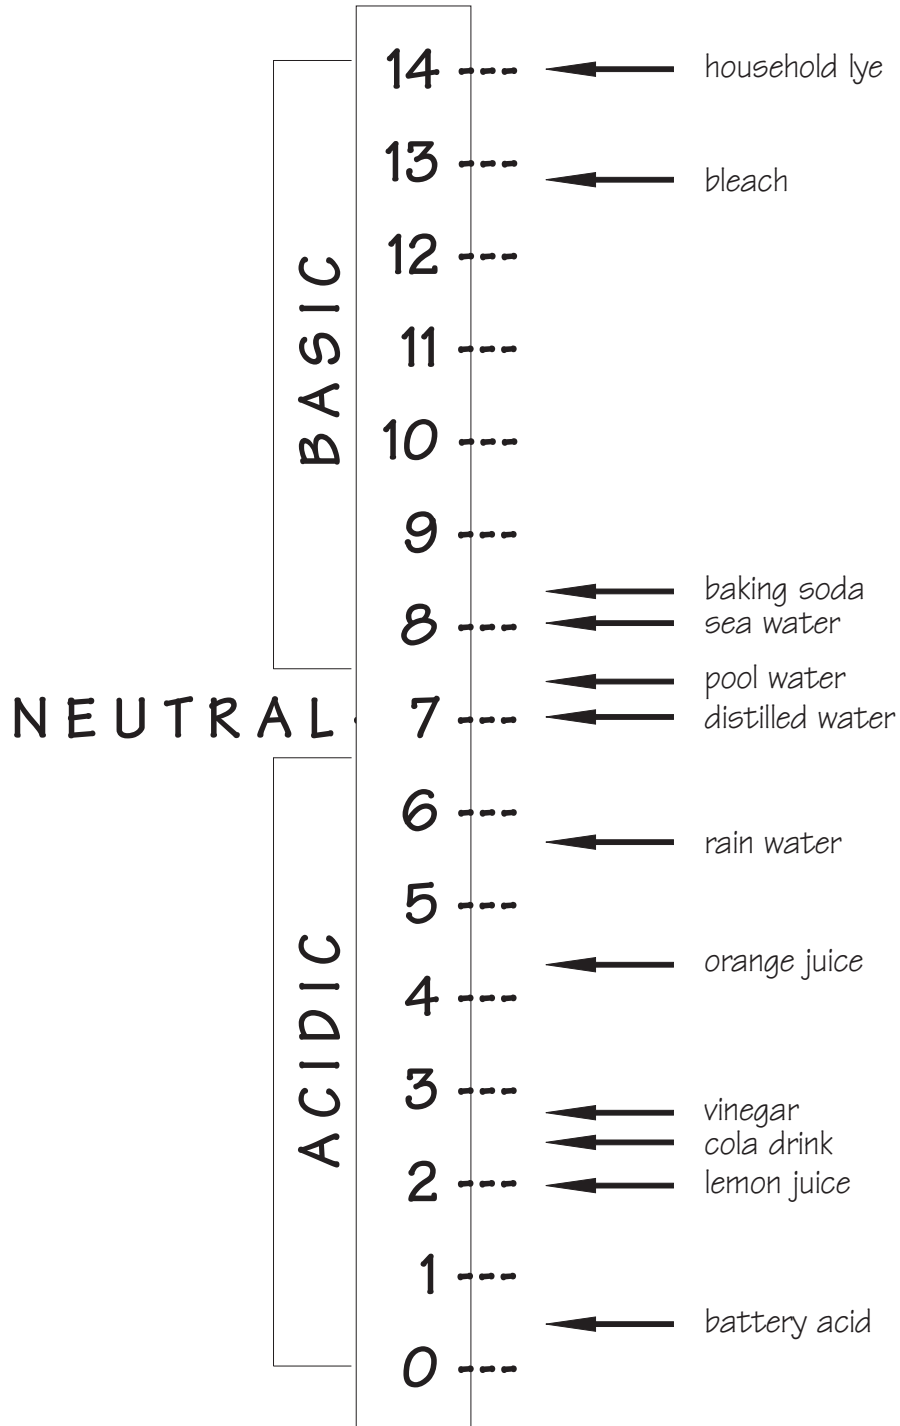 14 household lye
13
bleach
12
11
BASIC
10
9
baking soda
8 sea water
pool water
NEUTRAL 7 distilled water
6
rain water
5
orange juice
4
ACIDIC
3
vinegar
cola drink
2 lemon juice
1
battery acid
0